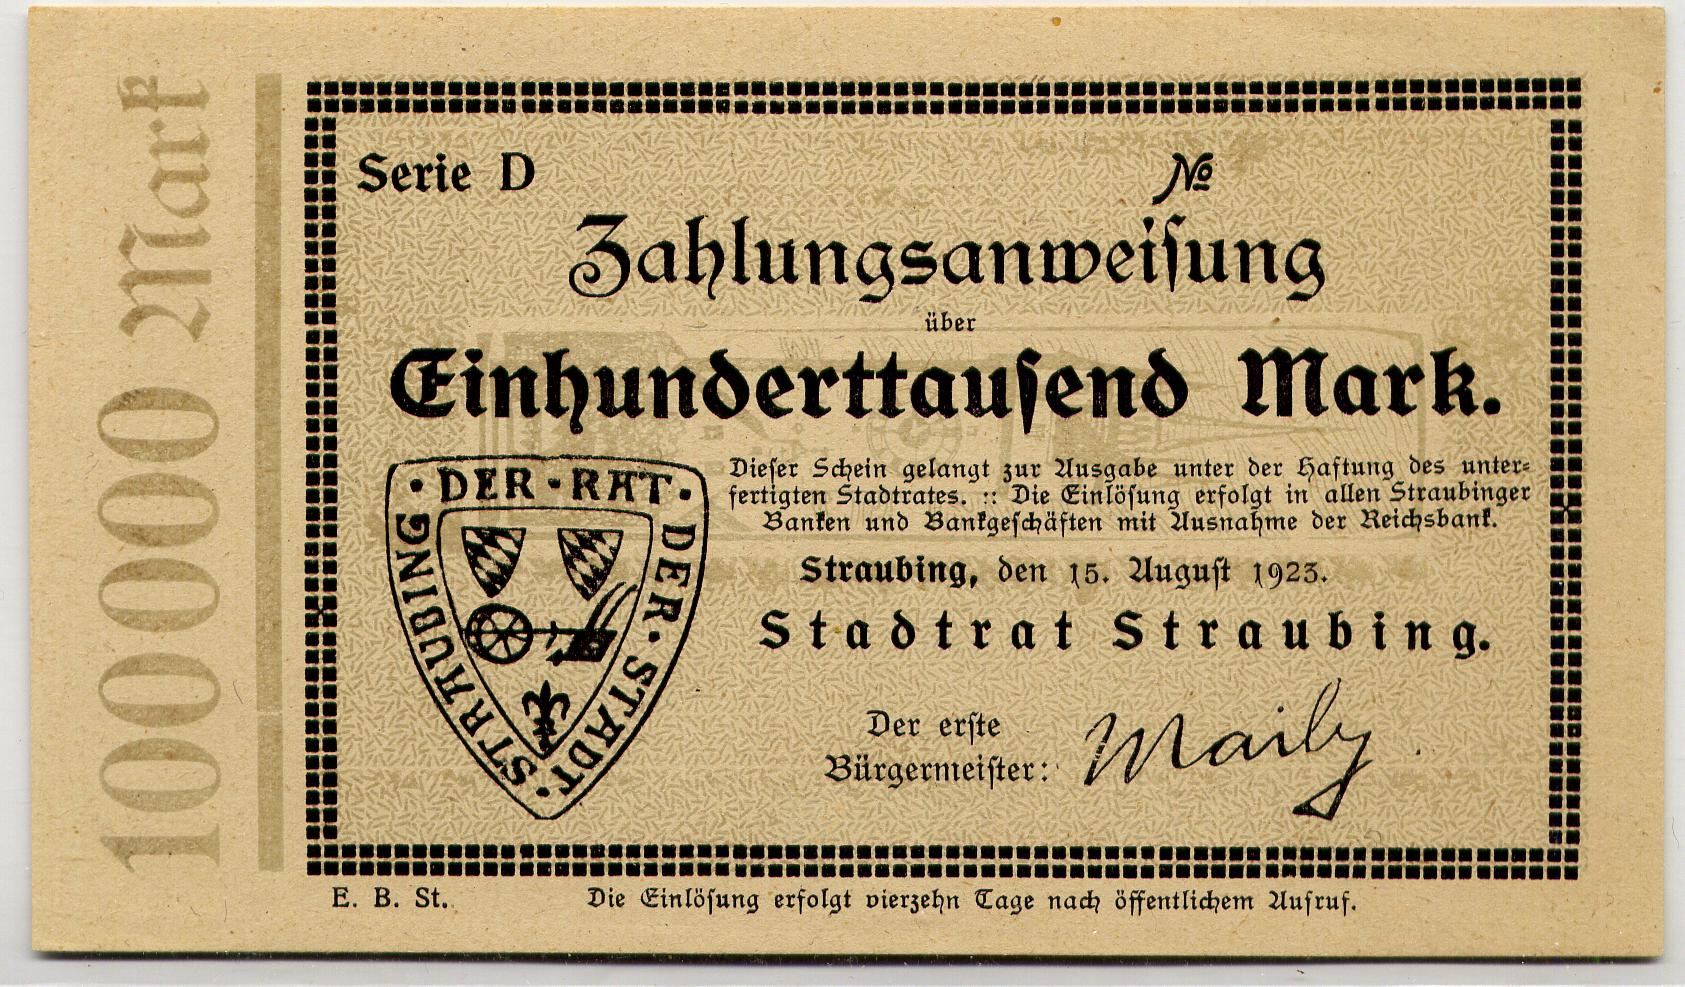 100000 Mark
Serie D
№
Zahlungsanweiſung
über
Einhunderttauſend Mark.
Dieſer Schein gelangt zur Ausgabe unter der Haftung des unter-
fertigten Stadtrates. :: Die Einlöſung erfolgt in allen Straubinger
Banken und Bankgeſchäften mit Ausnahme der Reichsbank.
Straubing, den 15. Auguſt 1923.
Stadtrat Straubing.
· DER · RAT · DER · STADT · STRAUBING
Der erſte
Bürgermeiſter:
E. B. St.
Die Einlöſung erfolgt vierzehn Tage nach öffentlichem Aufruf.